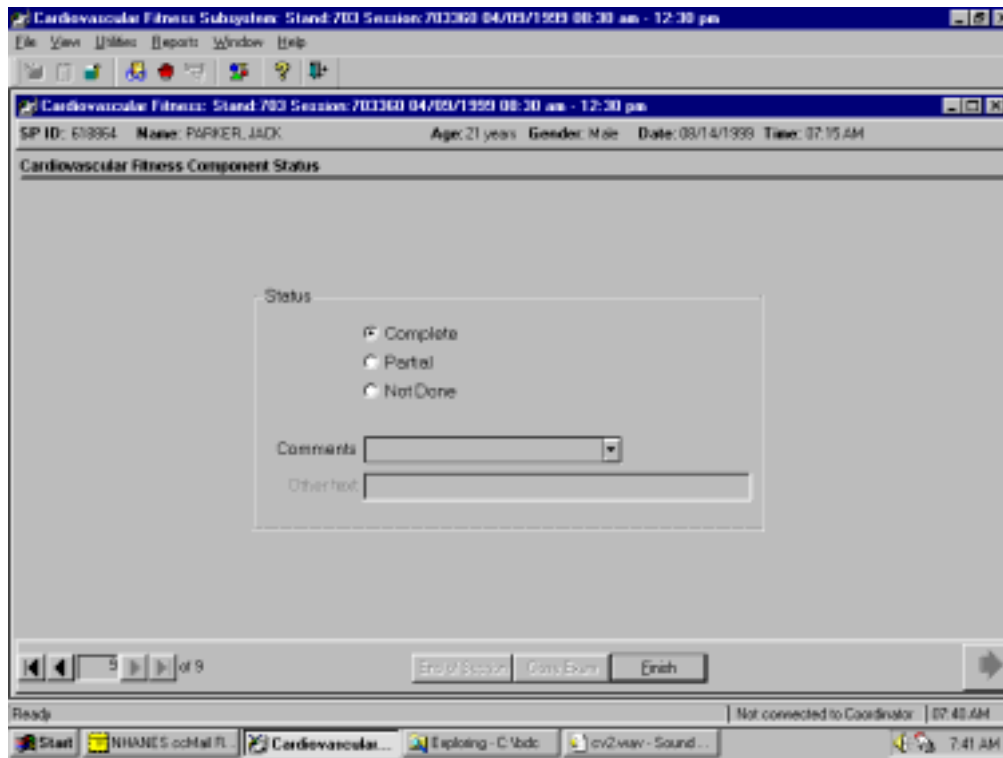 Cardiovascular Fitness Subsystem: Stand:703 Session:703360 04/09/1999 08:30 am - 12:30 pm
File View Utilities Reports Window Help
Cardiovascular Fitness: Stand:703 Session:703360 04/09/1999 08:30 am - 12:30 pm
SP ID: 618964 Name: PARKER, JACK Age: 21 years Gender: Male Date: 08/14/1999 Time: 07:15 AM
Cardiovascular Fitness Component Status
Status
Complete
Partial
Not Done
Comments
Other text
9 of 9
End of Session Cons Exam Finish
Ready Not connected to Coordinator 07:40 AM
Start NHANES ccMail R... Cardiovascular... Exploring - C:\bdc cv2.wav - Sound ... 7:41 AM